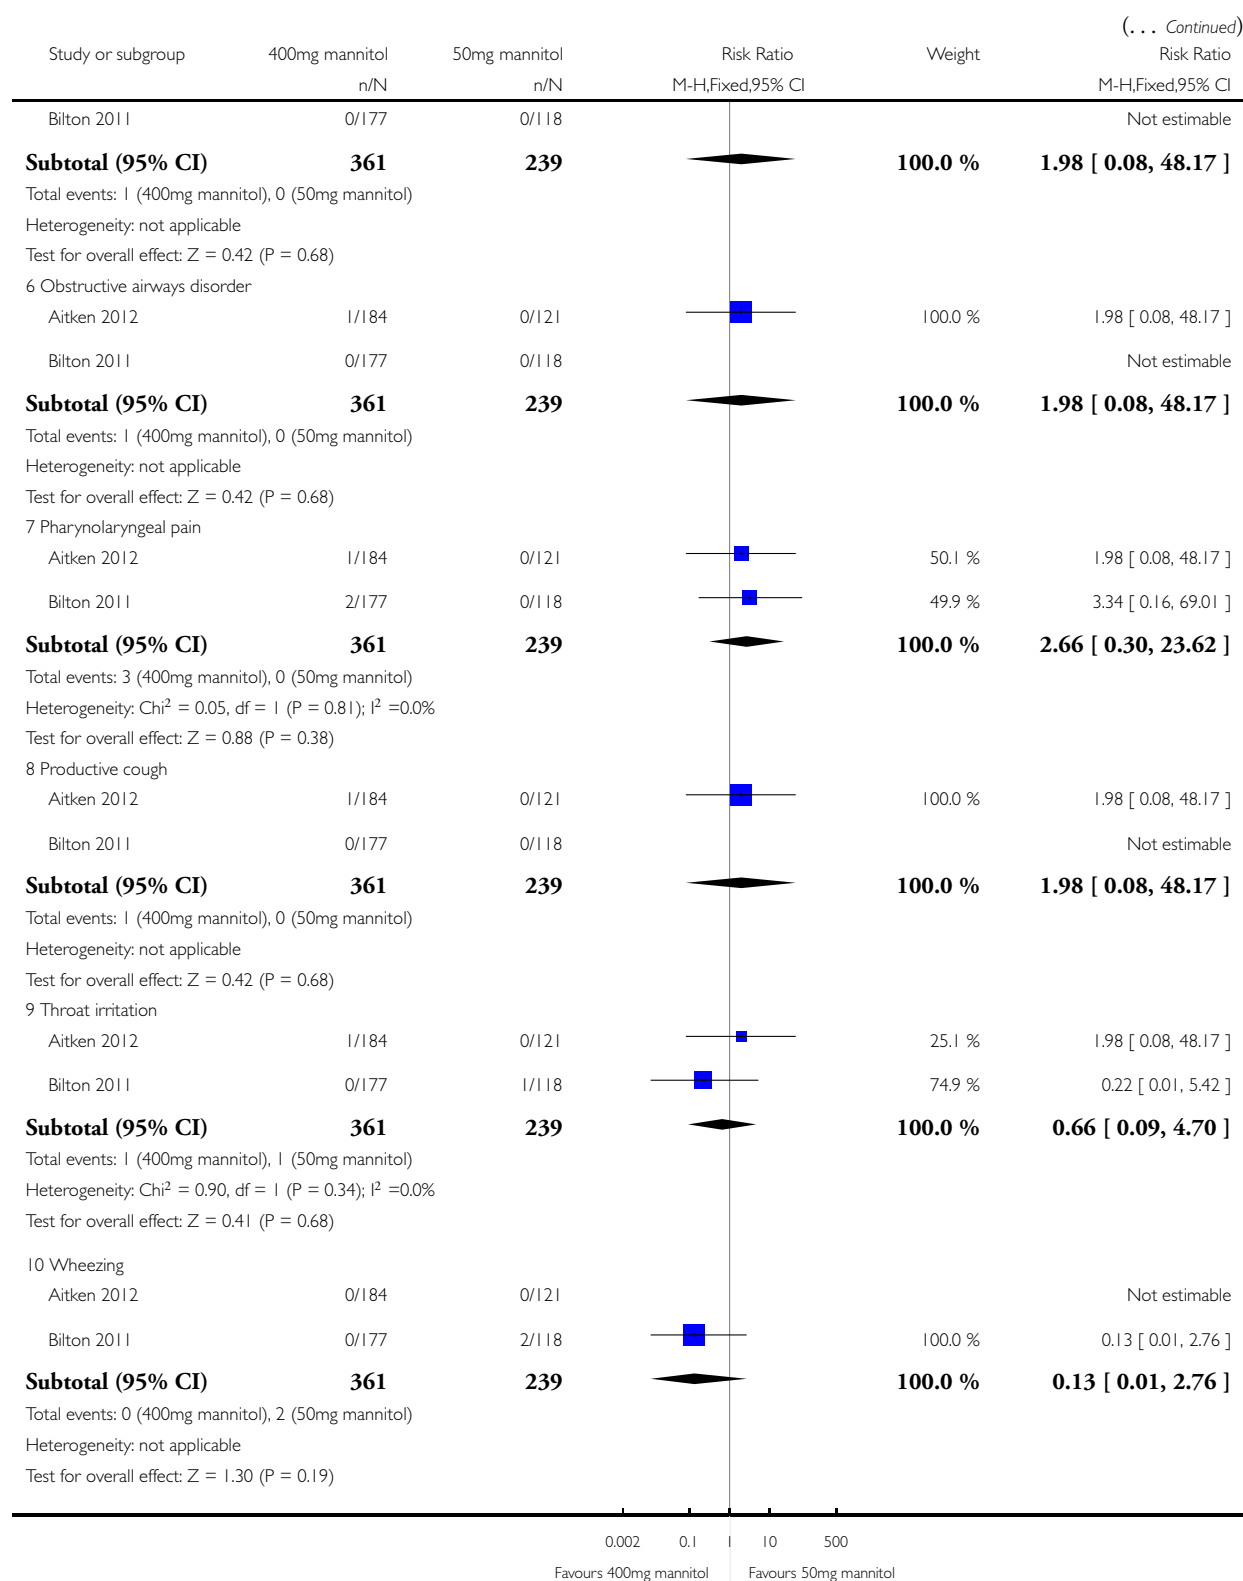 (... Continued)
Study or subgroup 400mg mannitol 50mg mannitol Risk Ratio Weight Risk Ratio
n/N n/N M-H,Fixed,95% CI M-H,Fixed,95% CI
Bilton 2011 0/177 0/118 Not estimable
Subtotal (95% CI) 361 239 100.0 % 1.98 [ 0.08, 48.17 ]
Total events: 1 (400mg mannitol), 0 (50mg mannitol)
Heterogeneity: not applicable
Test for overall effect: Z = 0.42 (P = 0.68)
6 Obstructive airways disorder
Aitken 2012 1/184 0/121 100.0 % 1.98 [ 0.08, 48.17 ]
Bilton 2011 0/177 0/118 Not estimable
Subtotal (95% CI) 361 239 100.0 % 1.98 [ 0.08, 48.17 ]
Total events: 1 (400mg mannitol), 0 (50mg mannitol)
Heterogeneity: not applicable
Test for overall effect: Z = 0.42 (P = 0.68)
7 Pharynolaryngeal pain
Aitken 2012 1/184 0/121 50.1 % 1.98 [ 0.08, 48.17 ]
Bilton 2011 2/177 0/118 49.9 % 3.34 [ 0.16, 69.01 ]
Subtotal (95% CI) 361 239 100.0 % 2.66 [ 0.30, 23.62 ]
Total events: 3 (400mg mannitol), 0 (50mg mannitol)
Heterogeneity: Chi² = 0.05, df = 1 (P = 0.81); I² =0.0%
Test for overall effect: Z = 0.88 (P = 0.38)
8 Productive cough
Aitken 2012 1/184 0/121 100.0 % 1.98 [ 0.08, 48.17 ]
Bilton 2011 0/177 0/118 Not estimable
Subtotal (95% CI) 361 239 100.0 % 1.98 [ 0.08, 48.17 ]
Total events: 1 (400mg mannitol), 0 (50mg mannitol)
Heterogeneity: not applicable
Test for overall effect: Z = 0.42 (P = 0.68)
9 Throat irritation
Aitken 2012 1/184 0/121 25.1 % 1.98 [ 0.08, 48.17 ]
Bilton 2011 0/177 1/118 74.9 % 0.22 [ 0.01, 5.42 ]
Subtotal (95% CI) 361 239 100.0 % 0.66 [ 0.09, 4.70 ]
Total events: 1 (400mg mannitol), 1 (50mg mannitol)
Heterogeneity: Chi² = 0.90, df = 1 (P = 0.34); I² =0.0%
Test for overall effect: Z = 0.41 (P = 0.68)
10 Wheezing
Aitken 2012 0/184 0/121 Not estimable
Bilton 2011 0/177 2/118 100.0 % 0.13 [ 0.01, 2.76 ]
Subtotal (95% CI) 361 239 100.0 % 0.13 [ 0.01, 2.76 ]
Total events: 0 (400mg mannitol), 2 (50mg mannitol)
Heterogeneity: not applicable
Test for overall effect: Z = 1.30 (P = 0.19)
0.002 0.1 1 10 500
Favours 400mg mannitol Favours 50mg mannitol